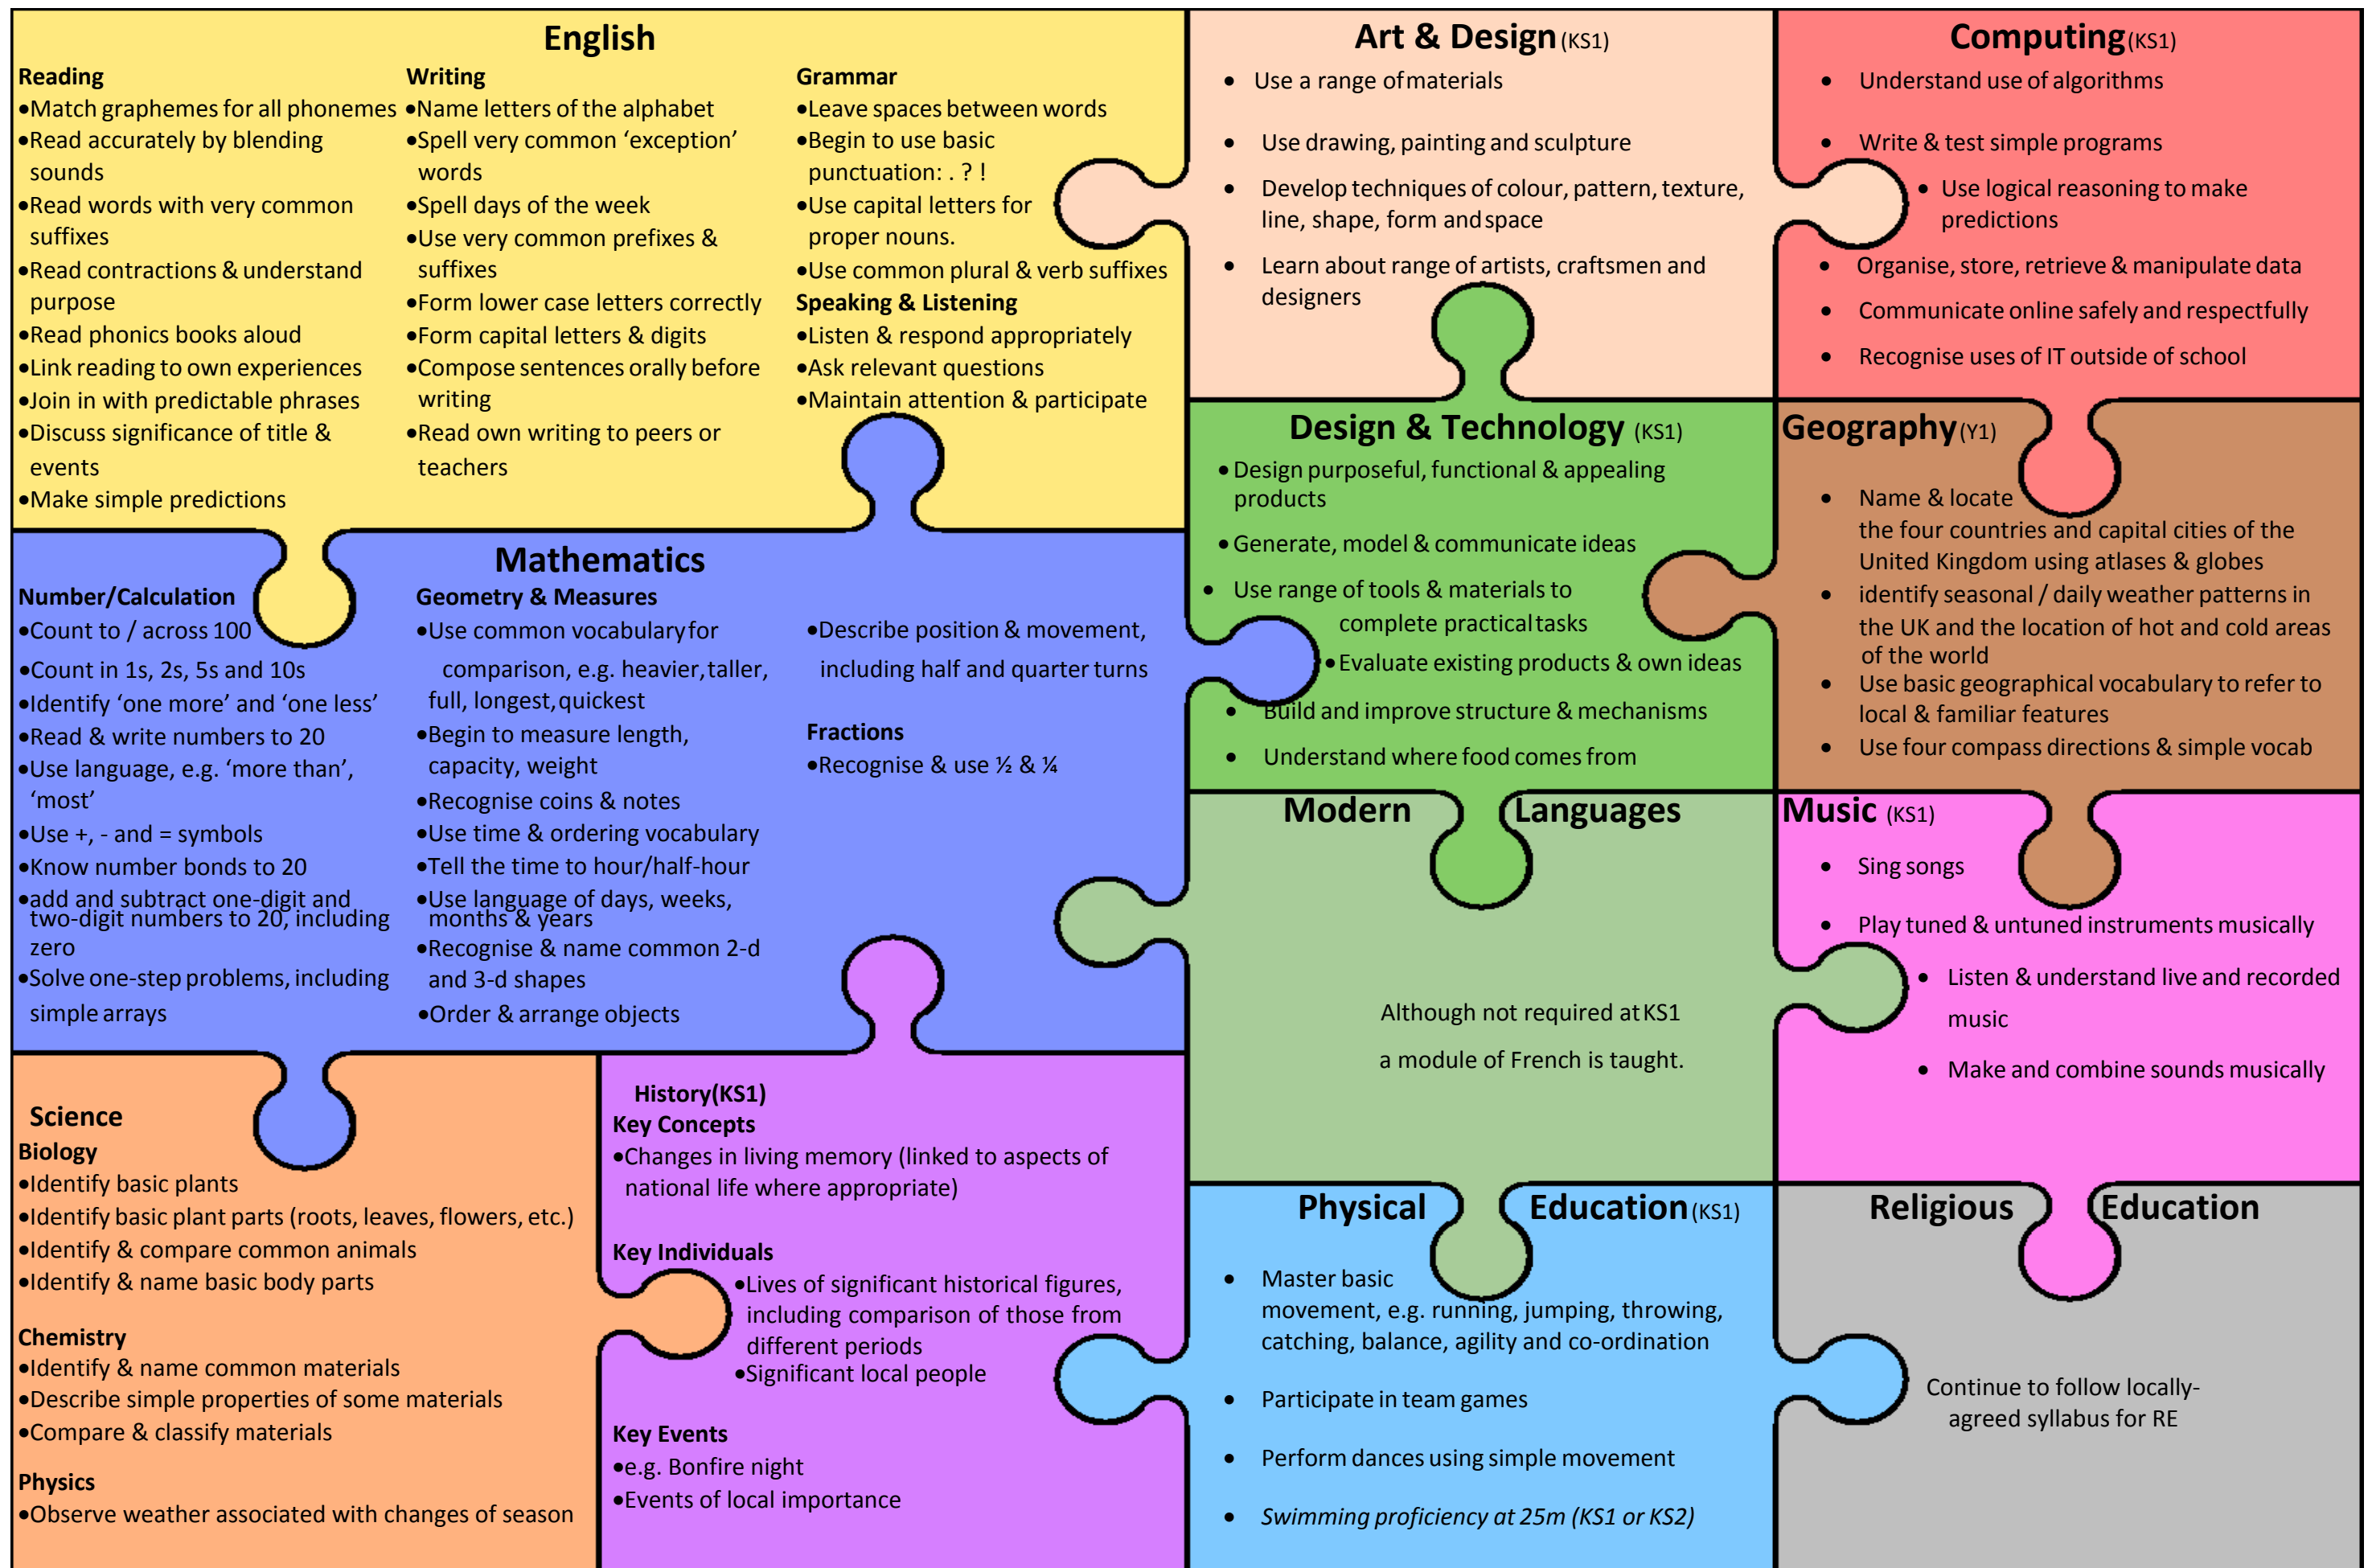 English
Reading
•Match graphemes for all phonemes
•Read accurately by blending
sounds
•Read words with very common
suffixes
•Read contractions & understand
purpose
•Read phonics books aloud
•Link reading to own experiences
•Join in with predictable phrases
•Discuss significance of title &
events
•Make simple predictions
Writing
•Name letters of the alphabet
•Spell very common ‘exception’
words
•Spell days of the week
•Use very common prefixes &
suffixes
•Form lower case letters correctly
•Form capital letters & digits
•Compose sentences orally before
writing
•Read own writing to peers or
teachers
Grammar
•Leave spaces between words
•Begin to use basic
punctuation: . ? !
•Use capital letters for
proper nouns.
•Use common plural & verb suffixes
Speaking & Listening
•Listen & respond appropriately
•Ask relevant questions
•Maintain attention & participate
Art & Design (KS1)
• Use a range of materials
• Use drawing, painting and sculpture
• Develop techniques of colour, pattern, texture,
line, shape, form and space
• Learn about range of artists, craftsmen and
designers
Computing (KS1)
• Understand use of algorithms
• Write & test simple programs
• Use logical reasoning to make
predictions
• Organise, store, retrieve & manipulate data
• Communicate online safely and respectfully
• Recognise uses of IT outside of school
Mathematics
Number/Calculation
•Count to / across 100
•Count in 1s, 2s, 5s and 10s
•Identify ‘one more’ and ‘one less’
•Read & write numbers to 20
•Use language, e.g. ‘more than’,
‘most’
•Use +, - and = symbols
•Know number bonds to 20
•add and subtract one-digit and
two-digit numbers to 20, including
zero
•Solve one-step problems, including
simple arrays
Geometry & Measures
•Use common vocabulary for
comparison, e.g. heavier, taller,
full, longest, quickest
•Begin to measure length,
capacity, weight
•Recognise coins & notes
•Use time & ordering vocabulary
•Tell the time to hour/half-hour
•Use language of days, weeks,
months & years
•Recognise & name common 2-d
and 3-d shapes
•Order & arrange objects
•Describe position & movement,
including half and quarter turns
Fractions
•Recognise & use ½ & ¼
Design & Technology (KS1)
• Design purposeful, functional & appealing
products
• Generate, model & communicate ideas
• Use range of tools & materials to
complete practical tasks
• Evaluate existing products & own ideas
• Build and improve structure & mechanisms
• Understand where food comes from
Geography (Y1)
• Name & locate
the four countries and capital cities of the
United Kingdom using atlases & globes
• identify seasonal / daily weather patterns in
the UK and the location of hot and cold areas
of the world
• Use basic geographical vocabulary to refer to
local & familiar features
• Use four compass directions & simple vocab
Modern Languages
Although not required at KS1
a module of French is taught.
Music (KS1)
• Sing songs
• Play tuned & untuned instruments musically
• Listen & understand live and recorded
music
• Make and combine sounds musically
Science
Biology
•Identify basic plants
•Identify basic plant parts (roots, leaves, flowers, etc.)
•Identify & compare common animals
•Identify & name basic body parts
Chemistry
•Identify & name common materials
•Describe simple properties of some materials
•Compare & classify materials
Physics
•Observe weather associated with changes of season
History(KS1)
Key Concepts
•Changes in living memory (linked to aspects of
national life where appropriate)
Key Individuals
•Lives of significant historical figures,
including comparison of those from
different periods
•Significant local people
Key Events
•e.g. Bonfire night
•Events of local importance
Physical Education (KS1)
• Master basic
movement, e.g. running, jumping, throwing,
catching, balance, agility and co-ordination
• Participate in team games
• Perform dances using simple movement
• Swimming proficiency at 25m (KS1 or KS2)
Religious Education
Continue to follow locally-
agreed syllabus for RE